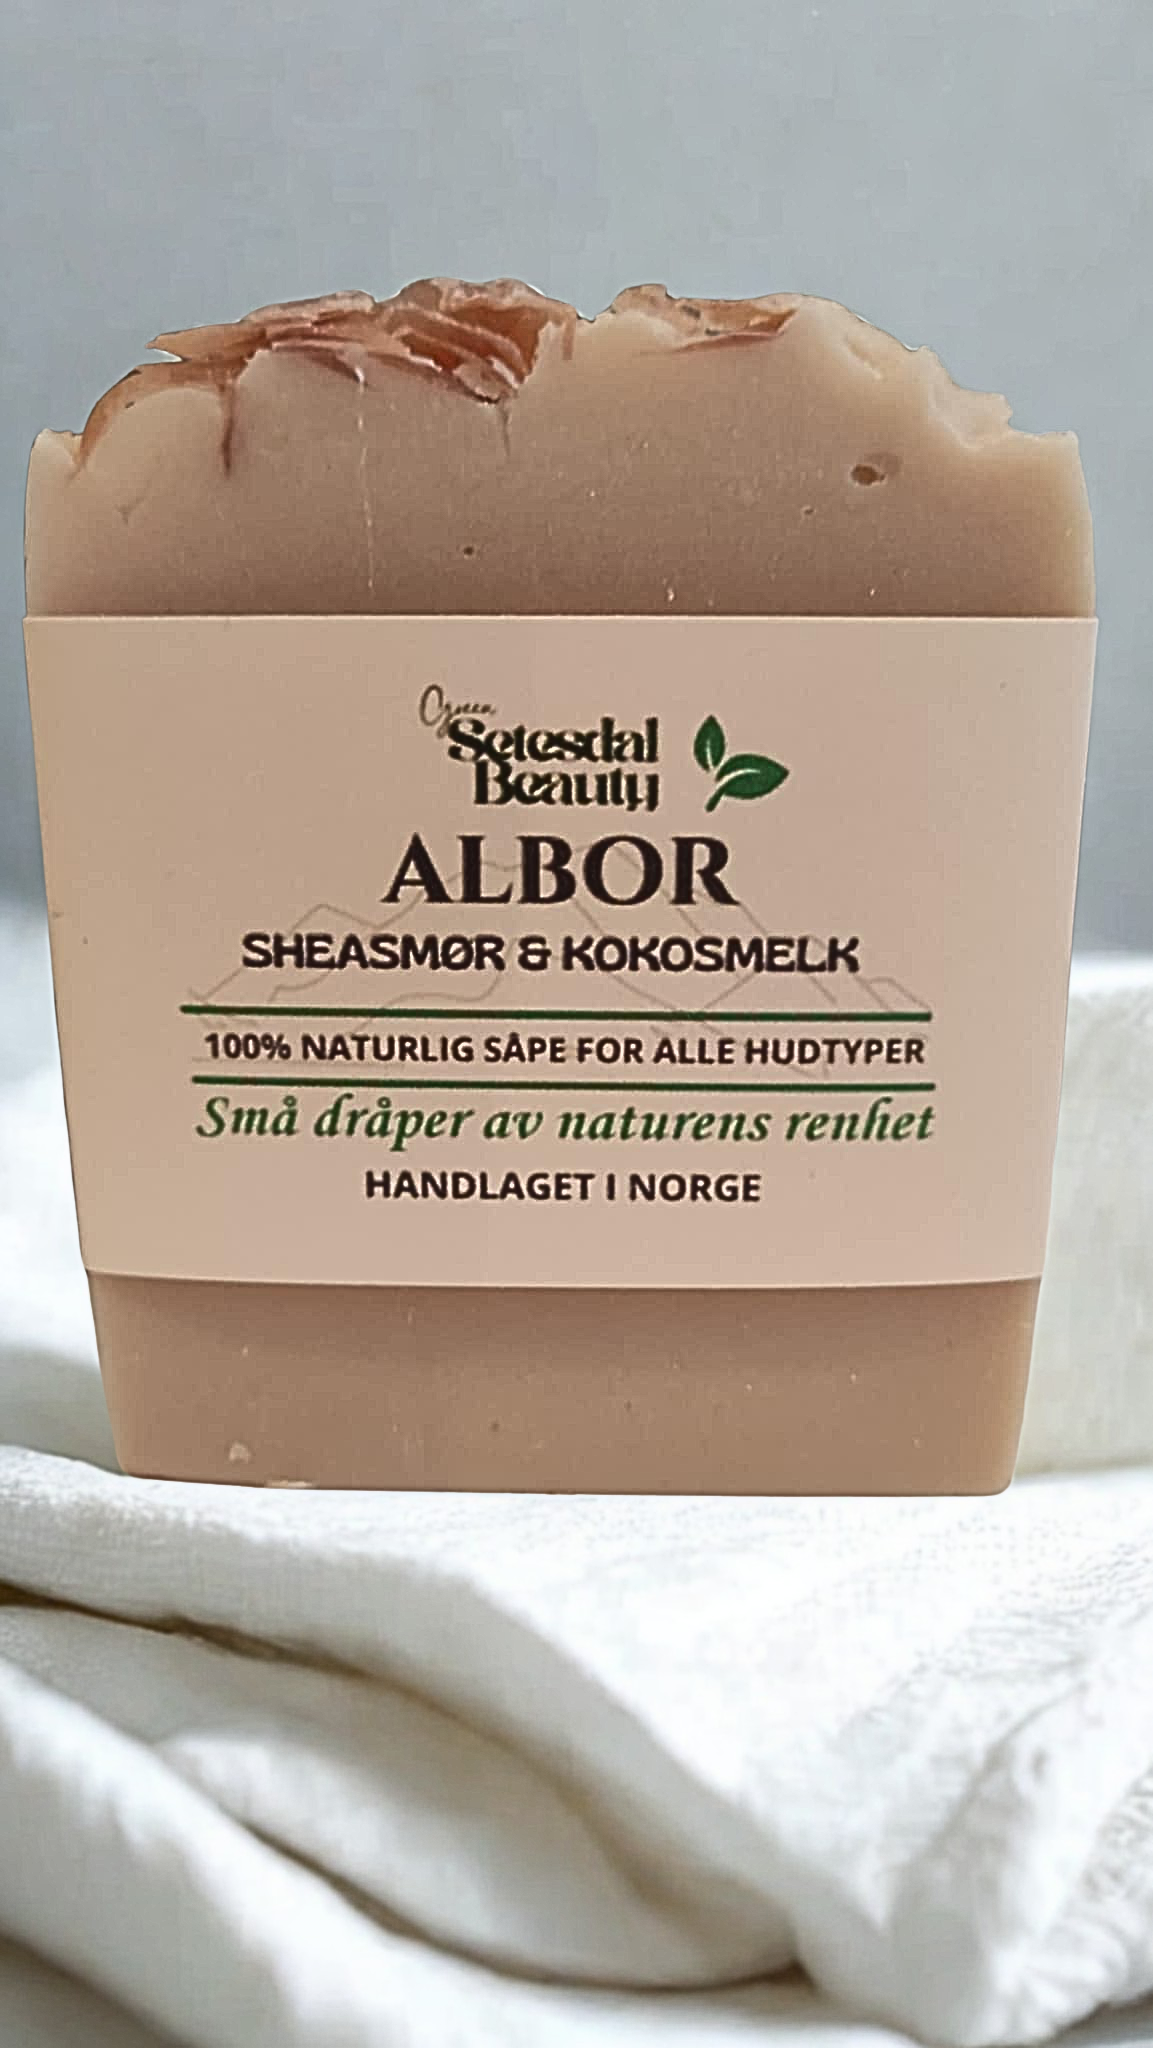 Green
Setesdal
Beauty
ALBOR
SHEASMØR & KOKOSMELK
100% NATURLIG SÅPE FOR ALLE HUDTYPER
Små dråper av naturens renhet
HANDLAGET I NORGE